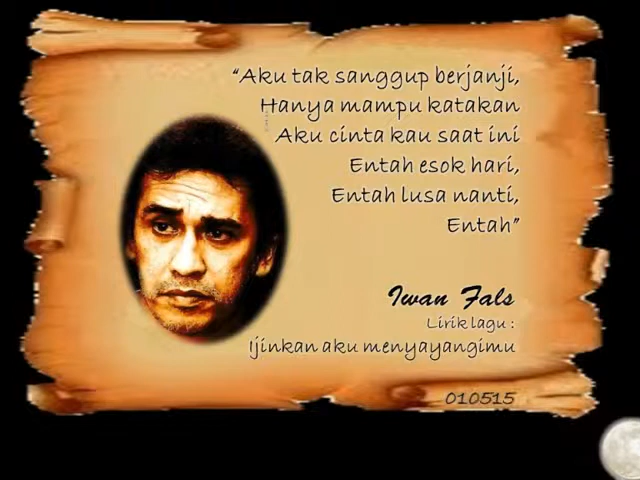 “Aku tak sanggup berjanji,
Hanya mampu katakan
Aku cinta kau saat ini
Entah esok hari,
Entah lusa nanti,
Entah”
Iwan Fals
Lirik lagu :
Ijinkan aku menyayangimu
010515